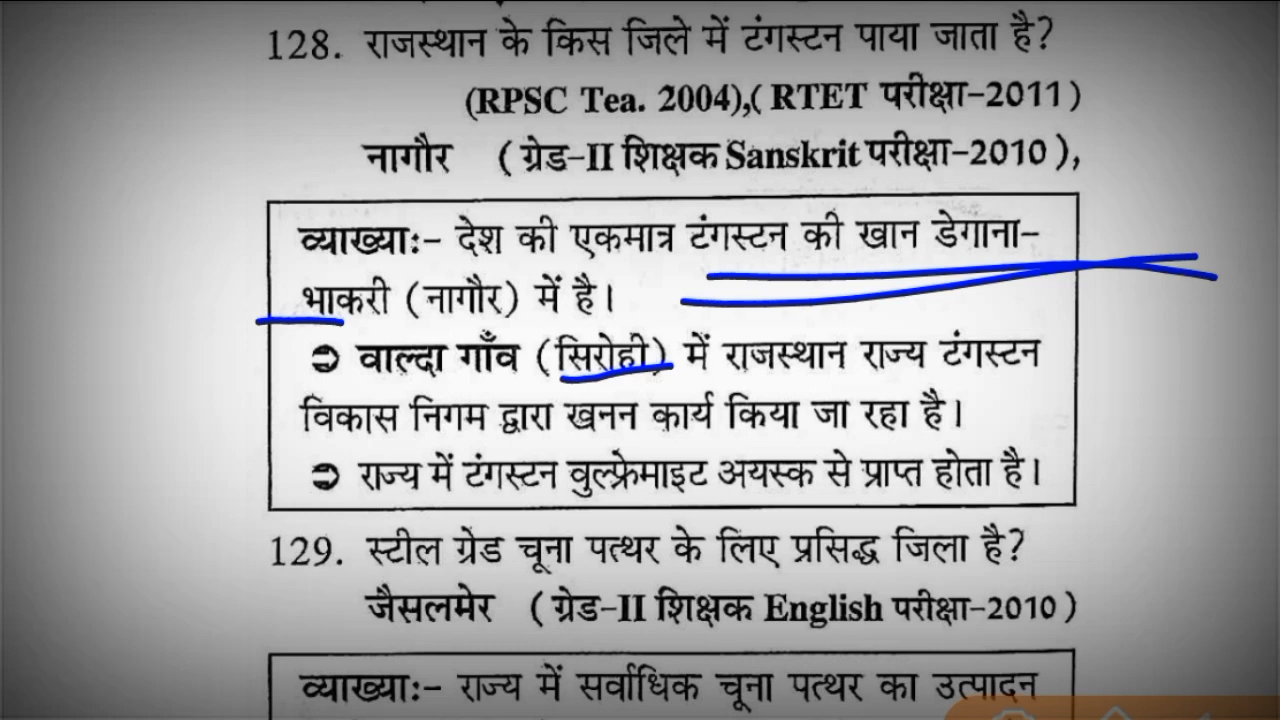 128. राजस्थान के किस जिले में टंगस्टन पाया जाता है?
(RPSC Tea. 2004),( RTET परीक्षा-2011 )
नागौर ( ग्रेड-II शिक्षक Sanskrit परीक्षा-2010 ),
व्याख्याः- देश की एकमात्र टंगस्टन की खान डेगाना-
भाकरी (नागौर) में है।
➲ वाल्दा गाँव (सिरोही) में राजस्थान राज्य टंगस्टन
विकास निगम द्वारा खनन कार्य किया जा रहा है।
➲ राज्य में टंगस्टन वुल्फ्रेमाइट अयस्क से प्राप्त होता है।
129. स्टील ग्रेड चूना पत्थर के लिए प्रसिद्ध जिला है?
जैसलमेर ( ग्रेड-II शिक्षक English परीक्षा-2010 )
व्याख्याः- राज्य में सर्वाधिक चूना पत्थर का उत्पादन